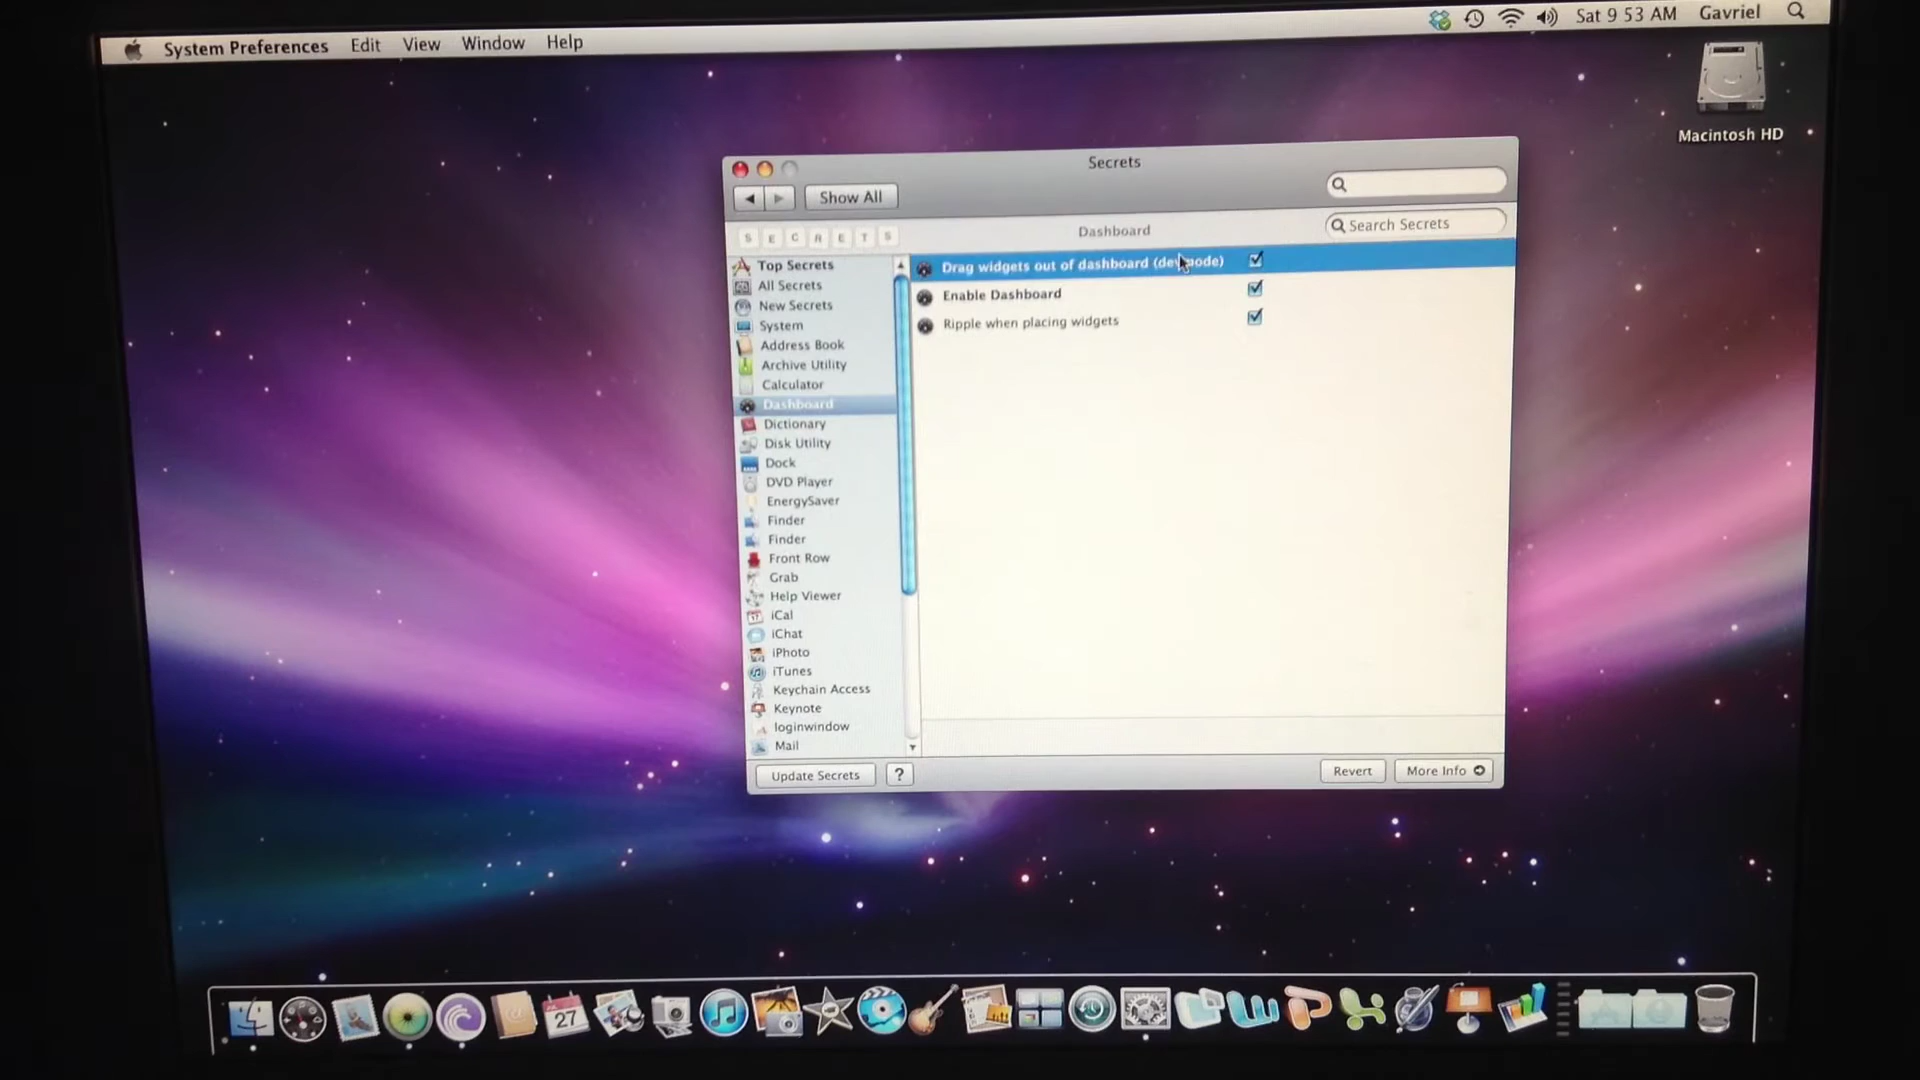 System Preferences Edit View Window Help
Sat 9 53 AM Gavriel
Macintosh HD
Secrets
Show All
S E C R E T S
Dashboard
Search Secrets
Top Secrets
All Secrets
New Secrets
System
Address Book
Archive Utility
Calculator
Dashboard
Dictionary
Disk Utility
Dock
DVD Player
EnergySaver
Finder
Finder
Front Row
Grab
Help Viewer
iCal
iChat
iPhoto
iTunes
Keychain Access
Keynote
loginwindow
Mail
Drag widgets out of dashboard
Enable Dashboard
Ripple when placing widgets
Update Secrets ?
Revert More Info
27